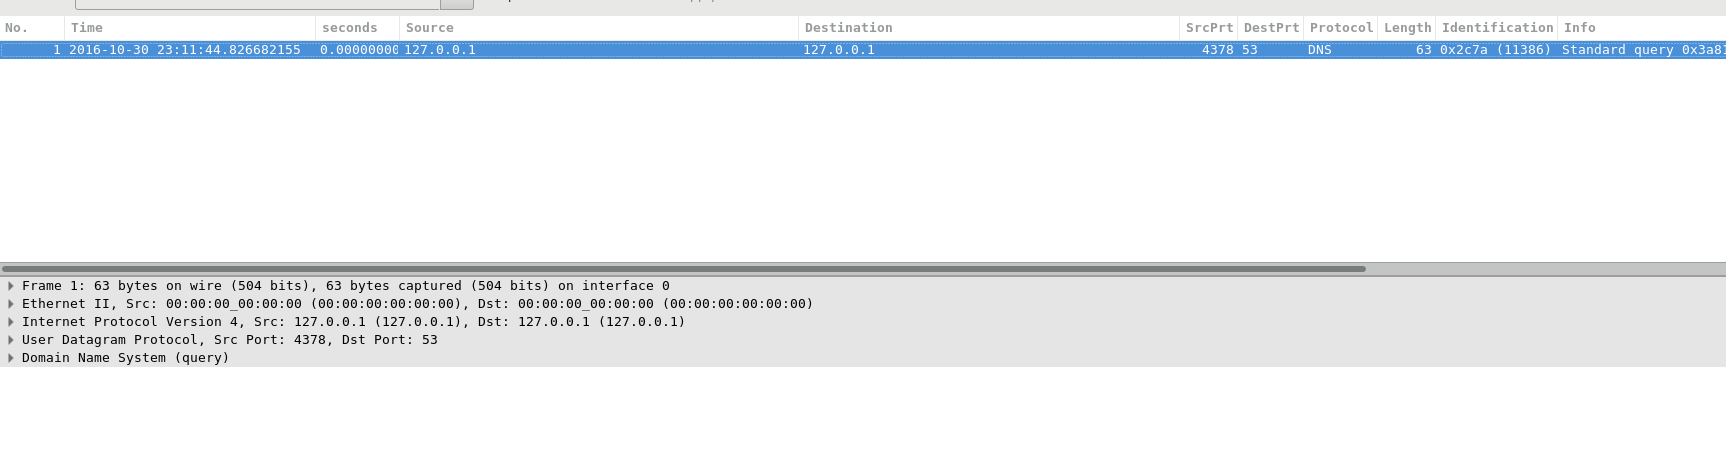 No. Time seconds Source Destination SrcPrt DestPrt Protocol Length Identification Info
1 2016-10-30 23:11:44.826682155 0.00000000 127.0.0.1 127.0.0.1 4378 53 DNS 63 0x2c7a (11386) Standard query 0x3a81
Frame 1: 63 bytes on wire (504 bits), 63 bytes captured (504 bits) on interface 0
Ethernet II, Src: 00:00:00_00:00:00 (00:00:00:00:00:00), Dst: 00:00:00_00:00:00 (00:00:00:00:00:00)
Internet Protocol Version 4, Src: 127.0.0.1 (127.0.0.1), Dst: 127.0.0.1 (127.0.0.1)
User Datagram Protocol, Src Port: 4378, Dst Port: 53
Domain Name System (query)